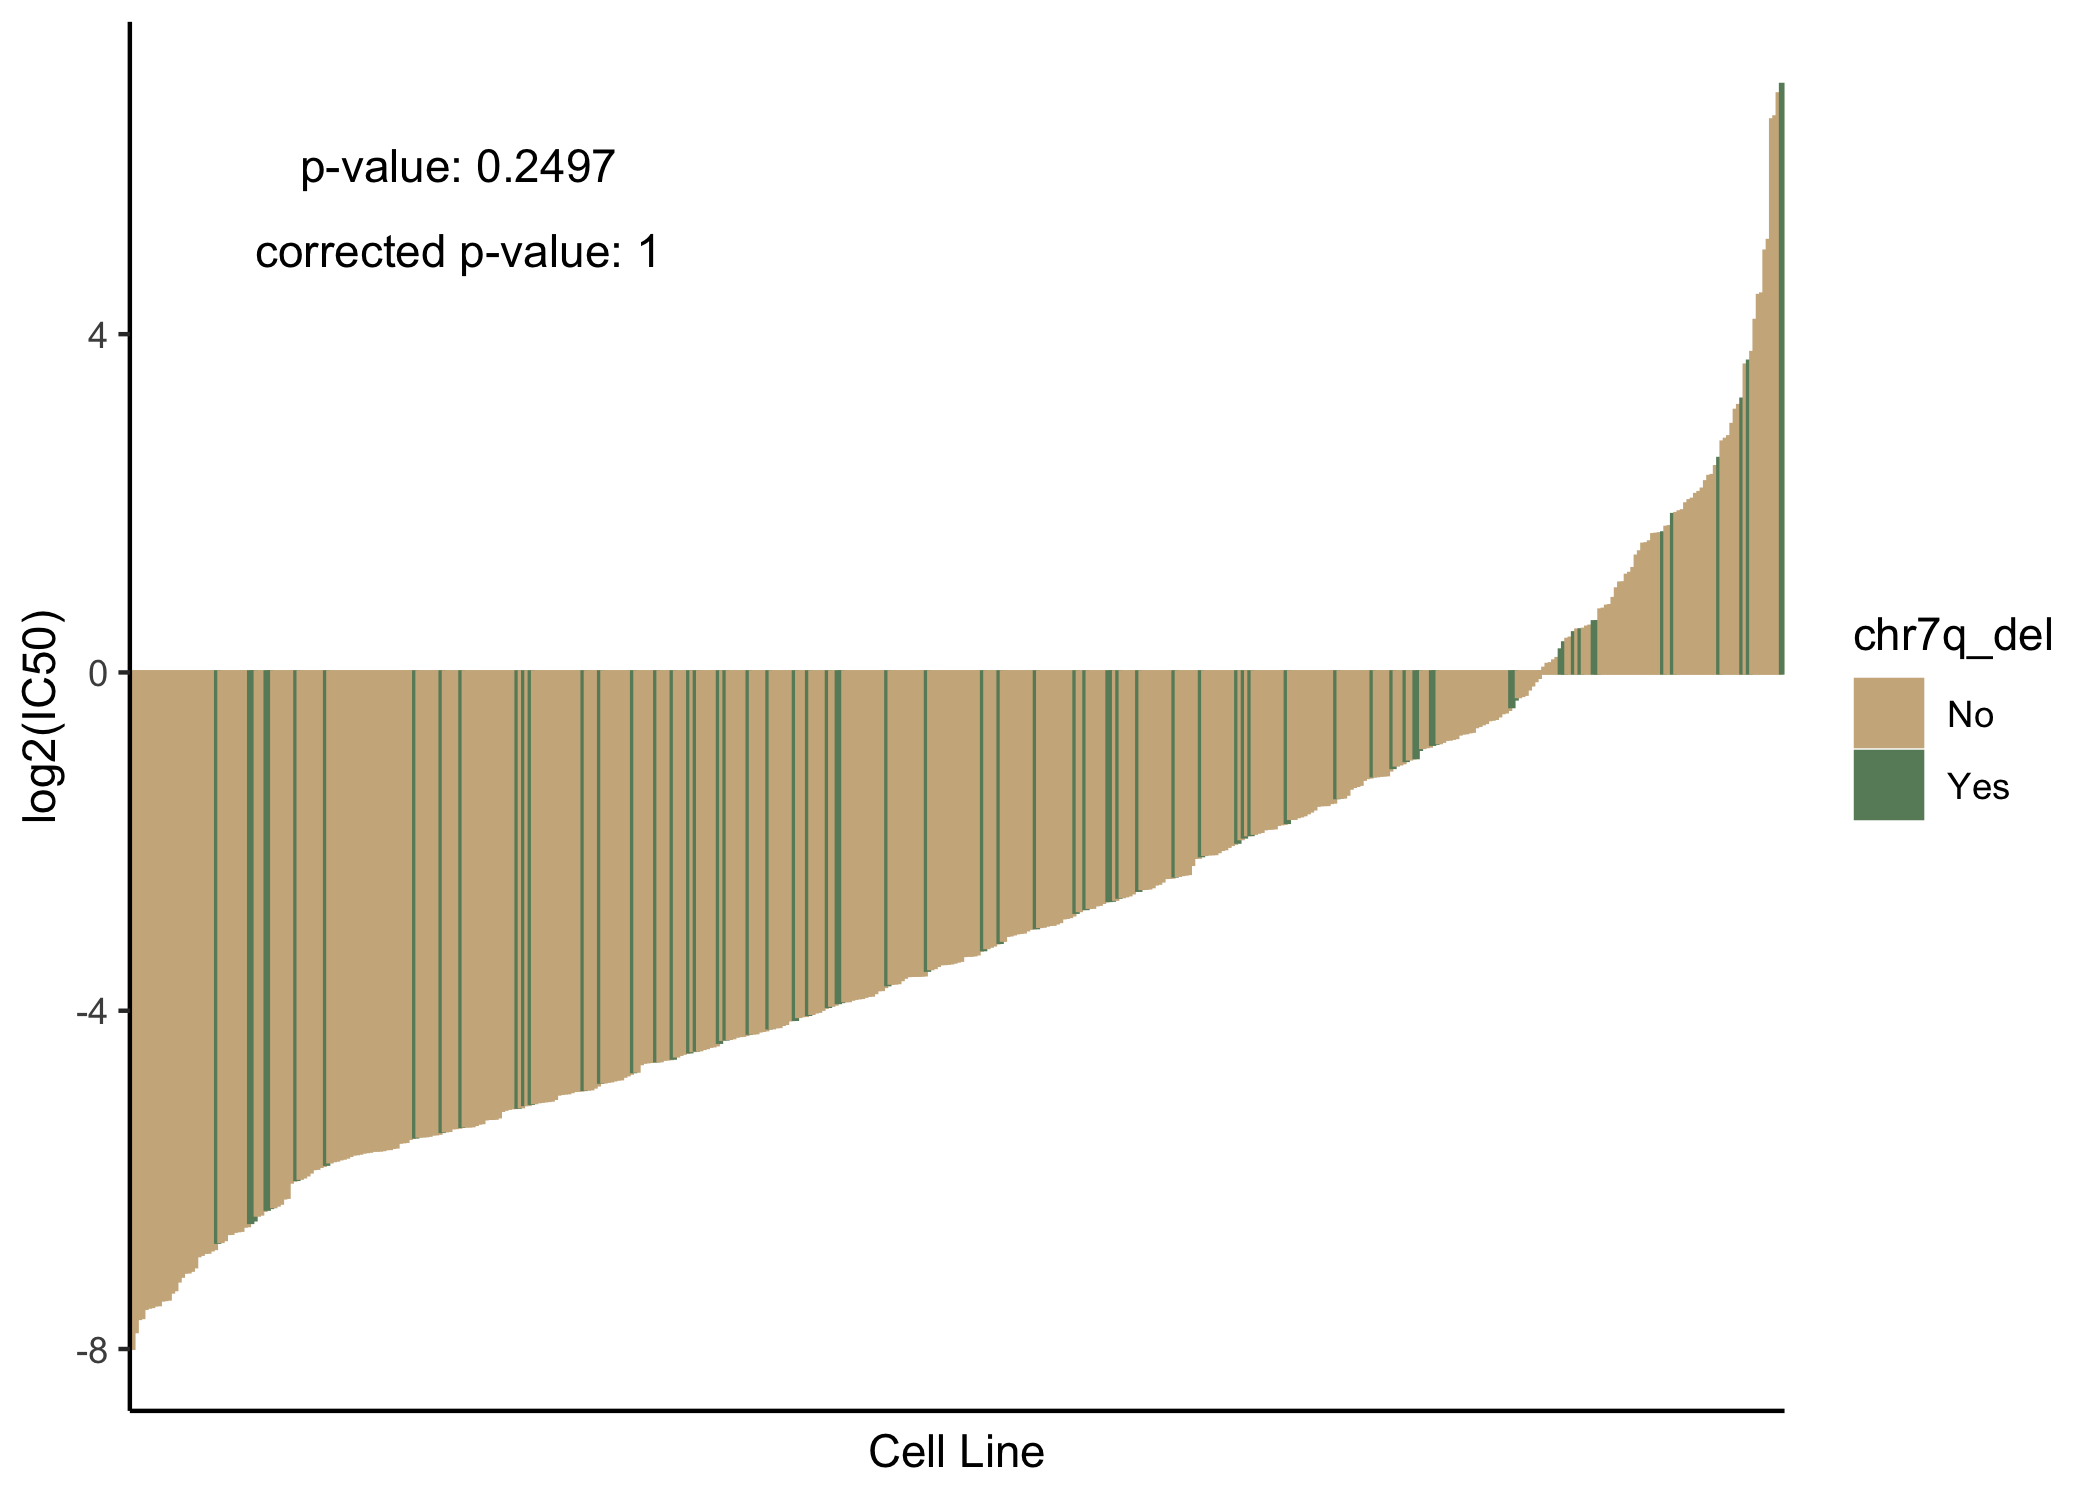 p-value: 0.2497
corrected p-value: 1
4
0
-4
-8
log2(IC50)
Cell Line
chr7q_del
No
Yes